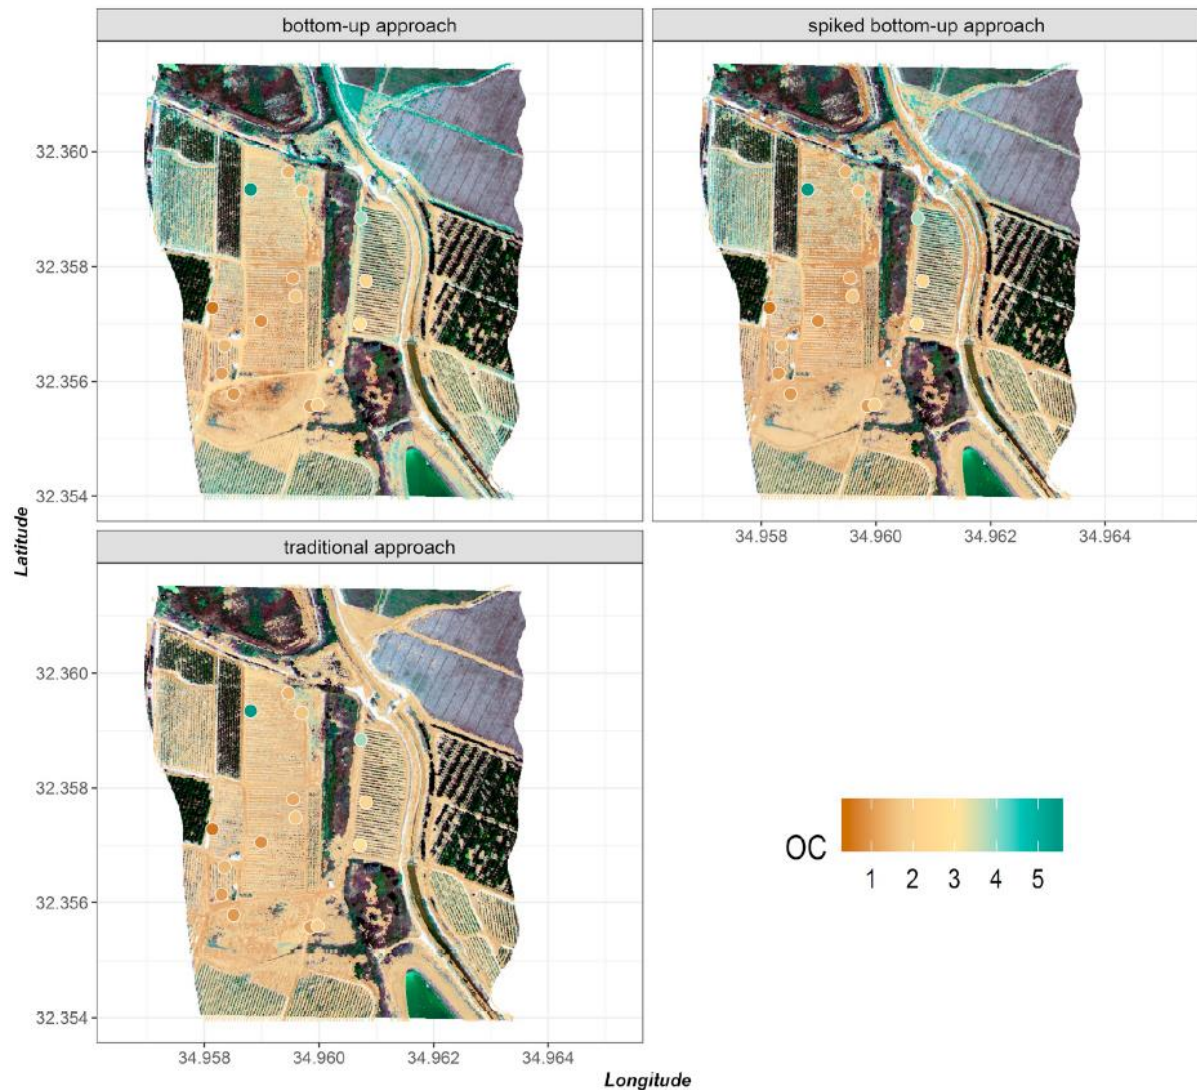 bottom-up approach
spiked bottom-up approach
32.360
32.358
32.356
32.354
34.958 34.960 34.962 34.964
Latitude
traditional approach
32.360
32.358
32.356
32.354
34.958 34.960 34.962 34.964
Longitude
OC
1 2 3 4 5